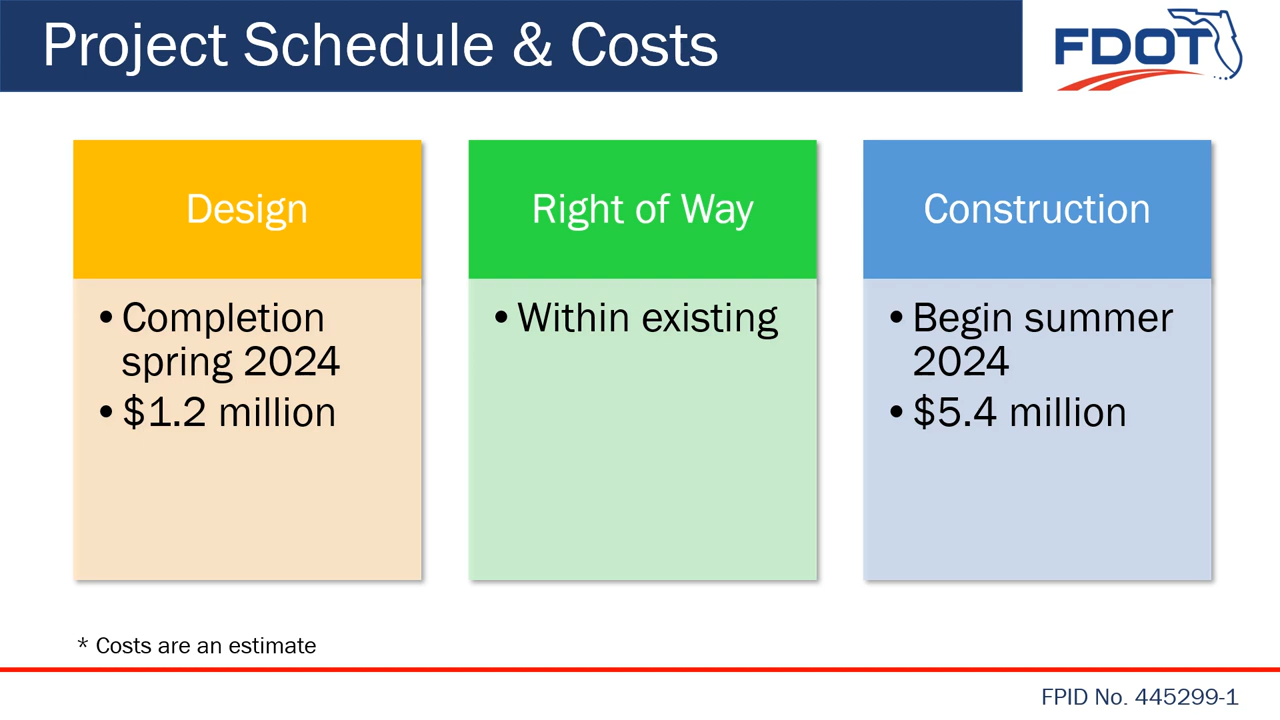 Project Schedule & Costs
FDOT
Design
• Completion
spring 2024
• $1.2 million
Right of Way
• Within existing
Construction
• Begin summer
2024
• $5.4 million
* Costs are an estimate
FPID No. 445299-1